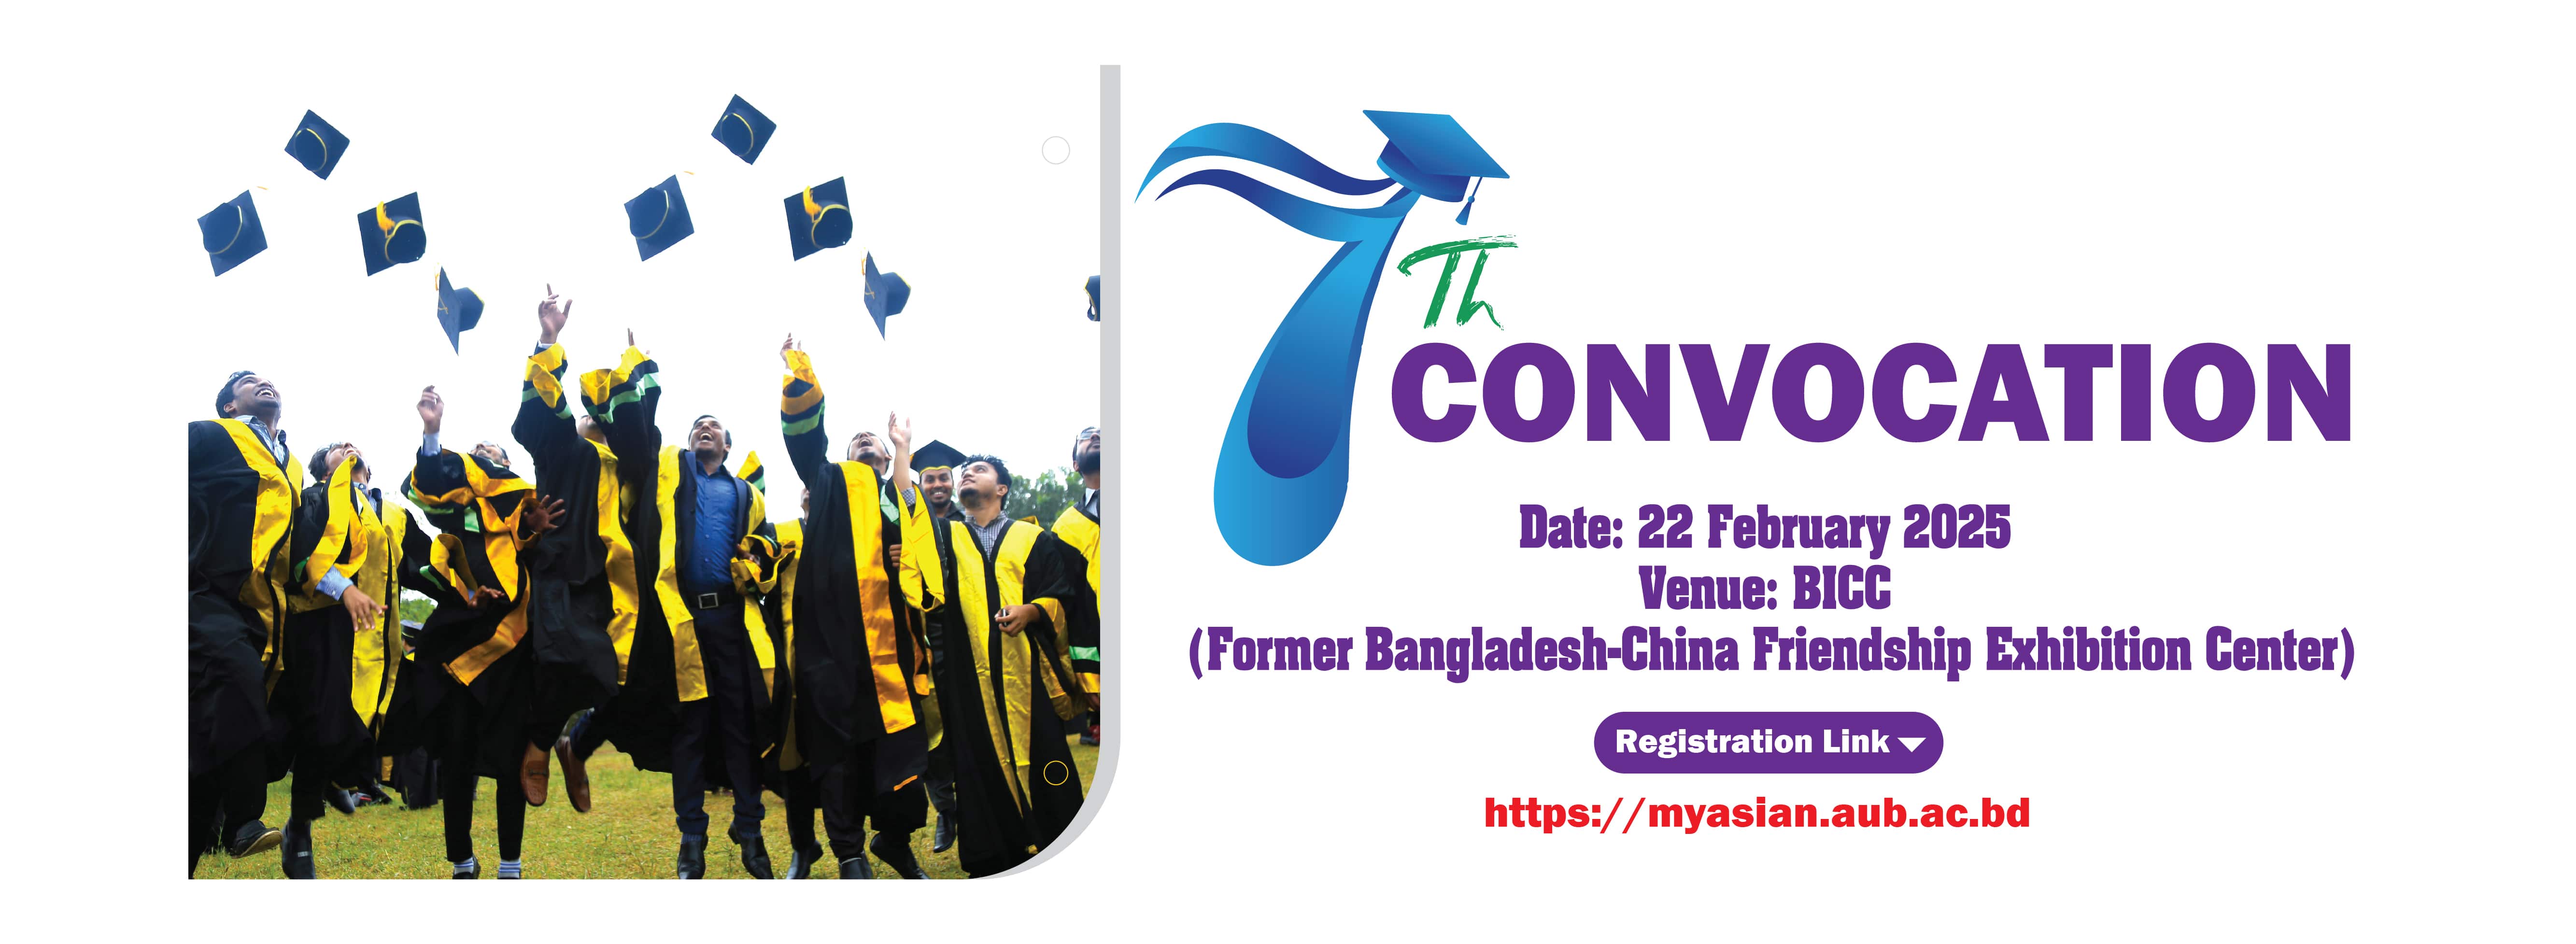 7Th
CONVOCATION
Date: 22 February 2025
Venue: BICC
(Former Bangladesh-China Friendship Exhibition Center)
Registration Link
https://myasian.aub.ac.bd